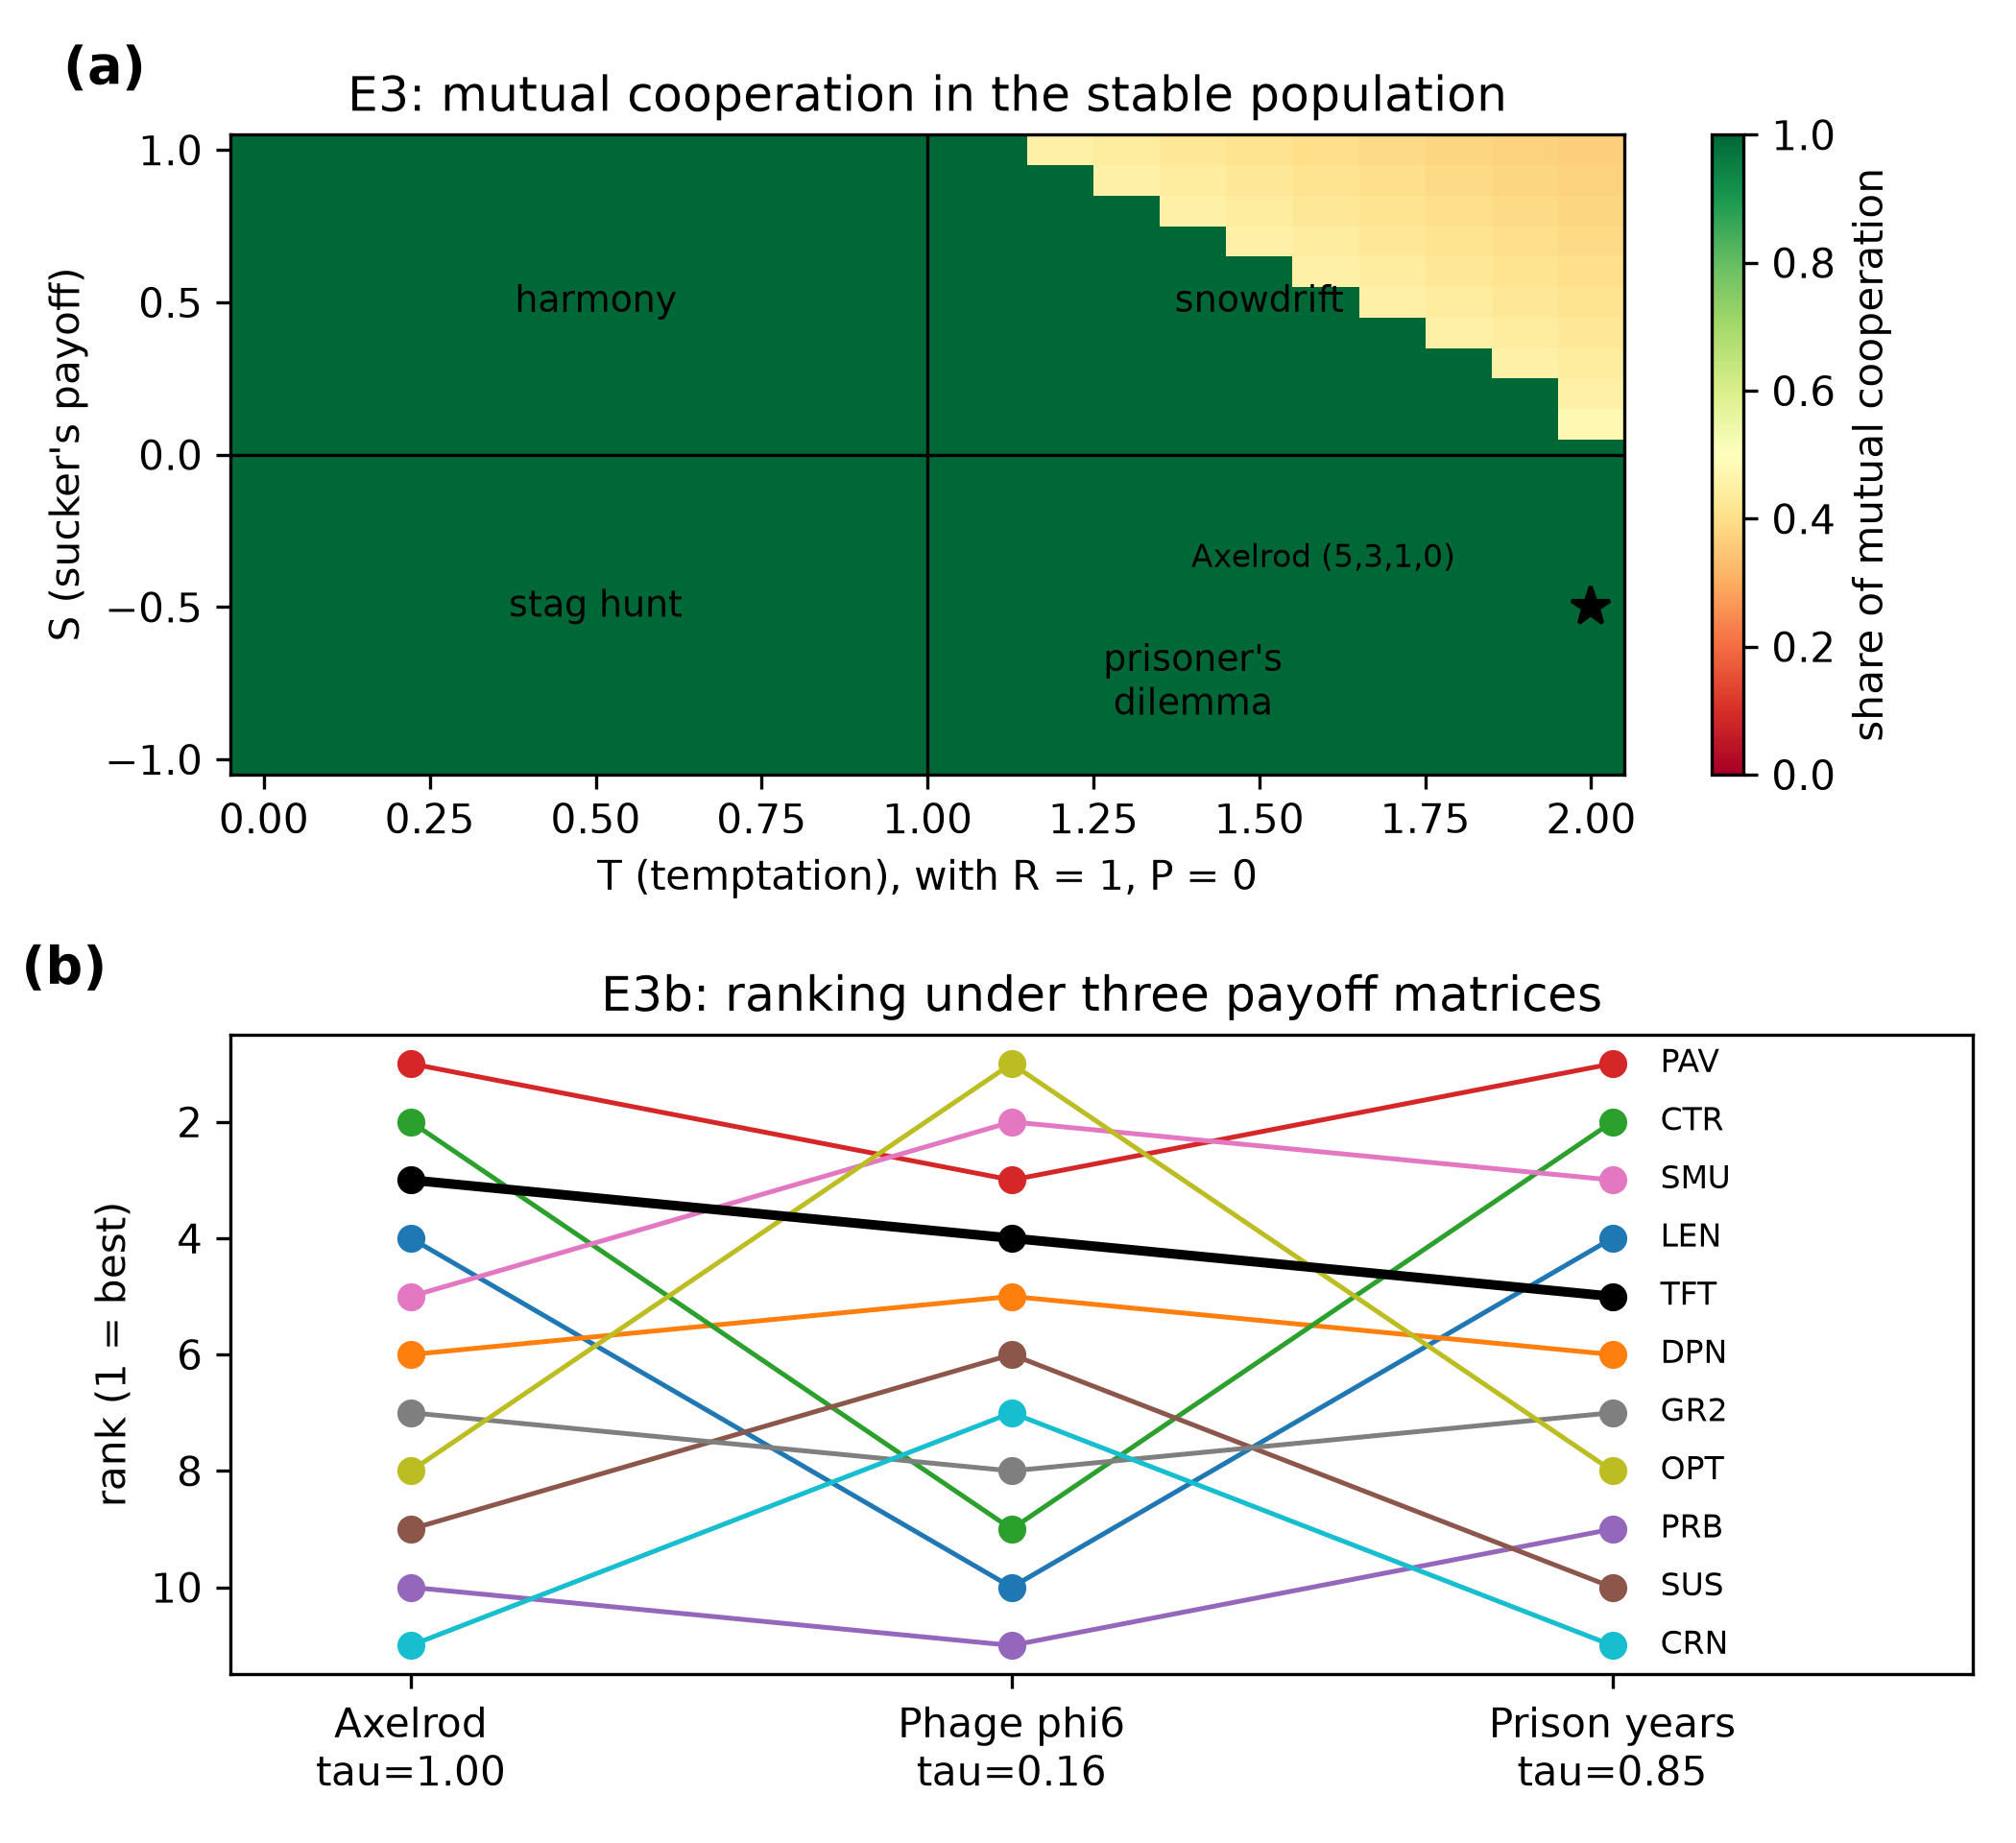 (a)
E3: mutual cooperation in the stable population
1.0
0.5
0.0
−0.5
−1.0
S (sucker's payoff)
harmony
snowdrift
stag hunt
Axelrod (5,3,1,0)
prisoner's
dilemma
0.00 0.25 0.50 0.75 1.00 1.25 1.50 1.75 2.00
T (temptation), with R = 1, P = 0
1.0
0.8
0.6
0.4
0.2
0.0
share of mutual cooperation
(b)
E3b: ranking under three payoff matrices
2
4
6
8
10
rank (1 = best)
PAV
CTR
SMU
LEN
TFT
DPN
GR2
OPT
PRB
SUS
CRN
Axelrod
tau=1.00
Phage phi6
tau=0.16
Prison years
tau=0.85